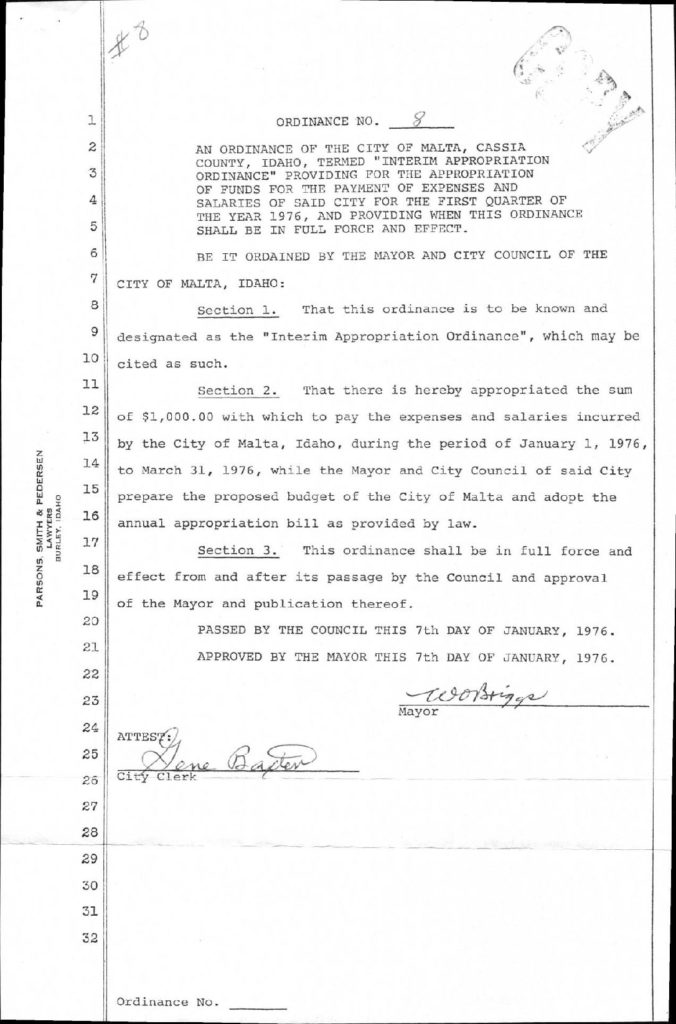 #8
COPY
ORDINANCE NO. 8
AN ORDINANCE OF THE CITY OF MALTA, CASSIA
COUNTY, IDAHO, TERMED "INTERIM APPROPRIATION
ORDINANCE" PROVIDING FOR THE APPROPRIATION
OF FUNDS FOR THE PAYMENT OF EXPENSES AND
SALARIES OF SAID CITY FOR THE FIRST QUARTER OF
THE YEAR 1976, AND PROVIDING WHEN THIS ORDINANCE
SHALL BE IN FULL FORCE AND EFFECT.
BE IT ORDAINED BY THE MAYOR AND CITY COUNCIL OF THE
CITY OF MALTA, IDAHO:
Section 1. That this ordinance is to be known and
designated as the "Interim Appropriation Ordinance", which may be
cited as such.
Section 2. That there is hereby appropriated the sum
of $1,000.00 with which to pay the expenses and salaries incurred
by the City of Malta, Idaho, during the period of January 1, 1976,
to March 31, 1976, while the Mayor and City Council of said City
prepare the proposed budget of the City of Malta and adopt the
annual appropriation bill as provided by law.
Section 3. This ordinance shall be in full force and
effect from and after its passage by the Council and approval
of the Mayor and publication thereof.
PASSED BY THE COUNCIL THIS 7th DAY OF JANUARY, 1976.
APPROVED BY THE MAYOR THIS 7th DAY OF JANUARY, 1976.
W O Briggs
Mayor
ATTEST:
Gene Baxter
City Clerk
Ordinance No.
1
2
3
4
5
6
7
8
9
10
11
12
13
14
15
16
17
18
19
20
21
22
23
24
25
26
27
28
29
30
31
32
PARSONS, SMITH & PEDERSEN
LAWYERS
BURLEY, IDAHO